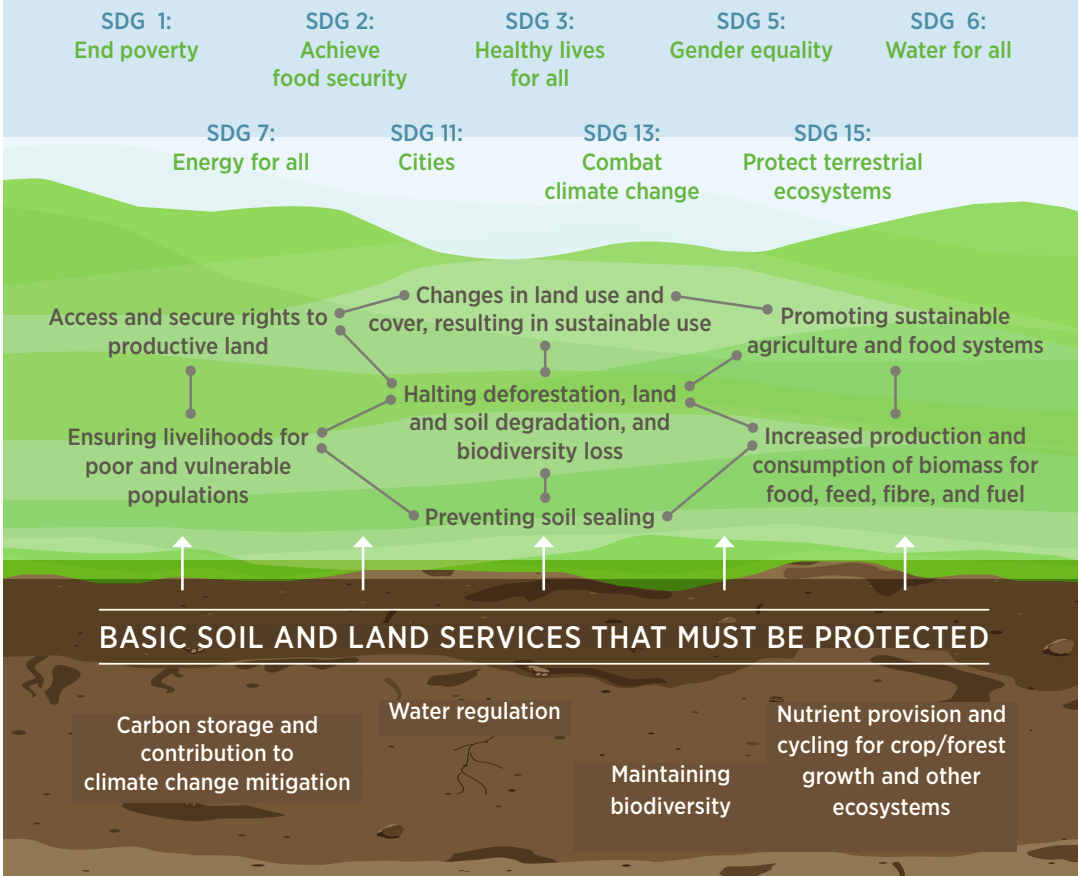 SDG 1:
End poverty
SDG 2:
Achieve
food security
SDG 3:
Healthy lives
for all
SDG 5:
Gender equality
SDG 6:
Water for all
SDG 7:
Energy for all
SDG 11:
Cities
SDG 13:
Combat
climate change
SDG 15:
Protect terrestrial
ecosystems
Access and secure rights to
productive land
Changes in land use and
cover, resulting in sustainable use
Promoting sustainable
agriculture and food systems
Halting deforestation, land
and soil degradation, and
biodiversity loss
Ensuring livelihoods for
poor and vulnerable
populations
Increased production and
consumption of biomass for
food, feed, fibre, and fuel
Preventing soil sealing
BASIC SOIL AND LAND SERVICES THAT MUST BE PROTECTED
Carbon storage and
contribution to
climate change mitigation
Water regulation
Maintaining
biodiversity
Nutrient provision and
cycling for crop/forest
growth and other
ecosystems